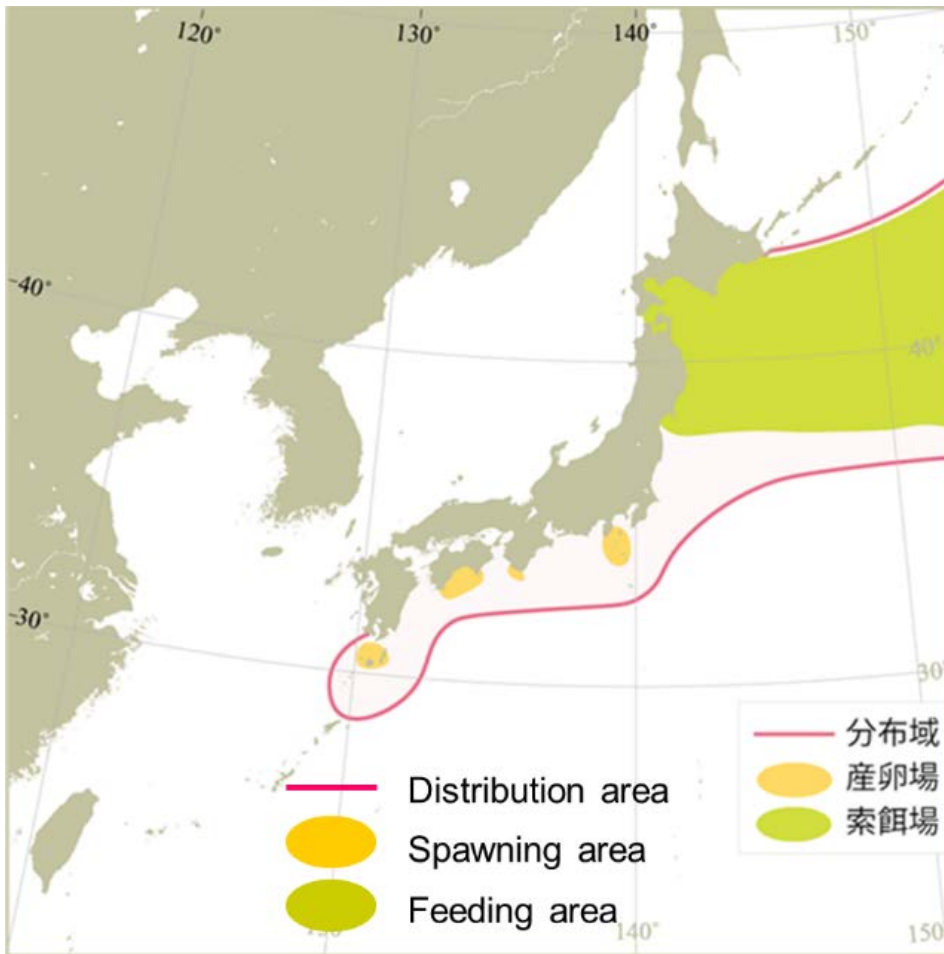 120° 130° 140° 150°
40°
40°
30°
30°
分布域
産卵場
索餌場
Distribution area
Spawning area
Feeding area
140° 150°